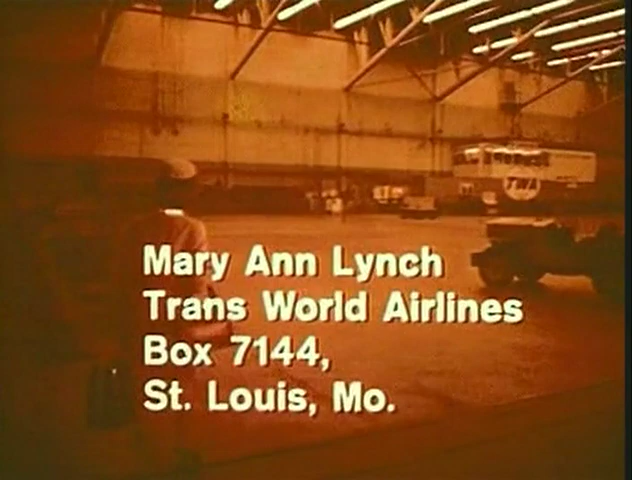 Mary Ann Lynch
Trans World Airlines
Box 7144,
St. Louis, Mo.
TWA